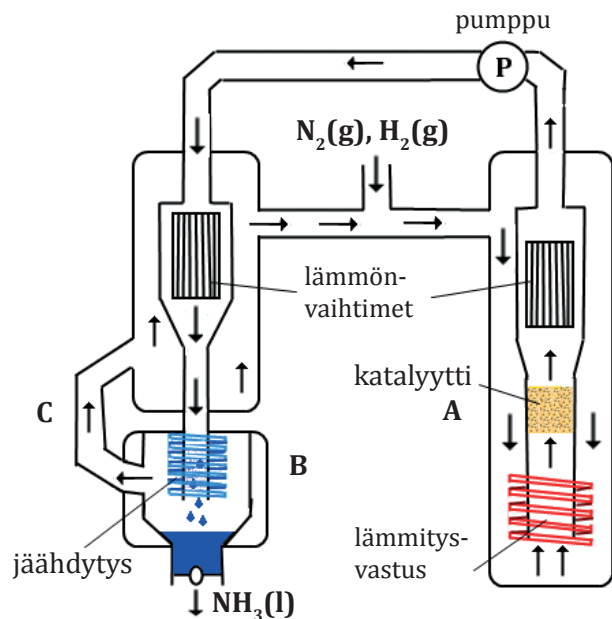 pumppu
P
N₂(g), H₂(g)
lämmön-
vaihtimet
katalyytti
A
C
B
lämmitys-
vastus
jäähdytys
NH₃(l)